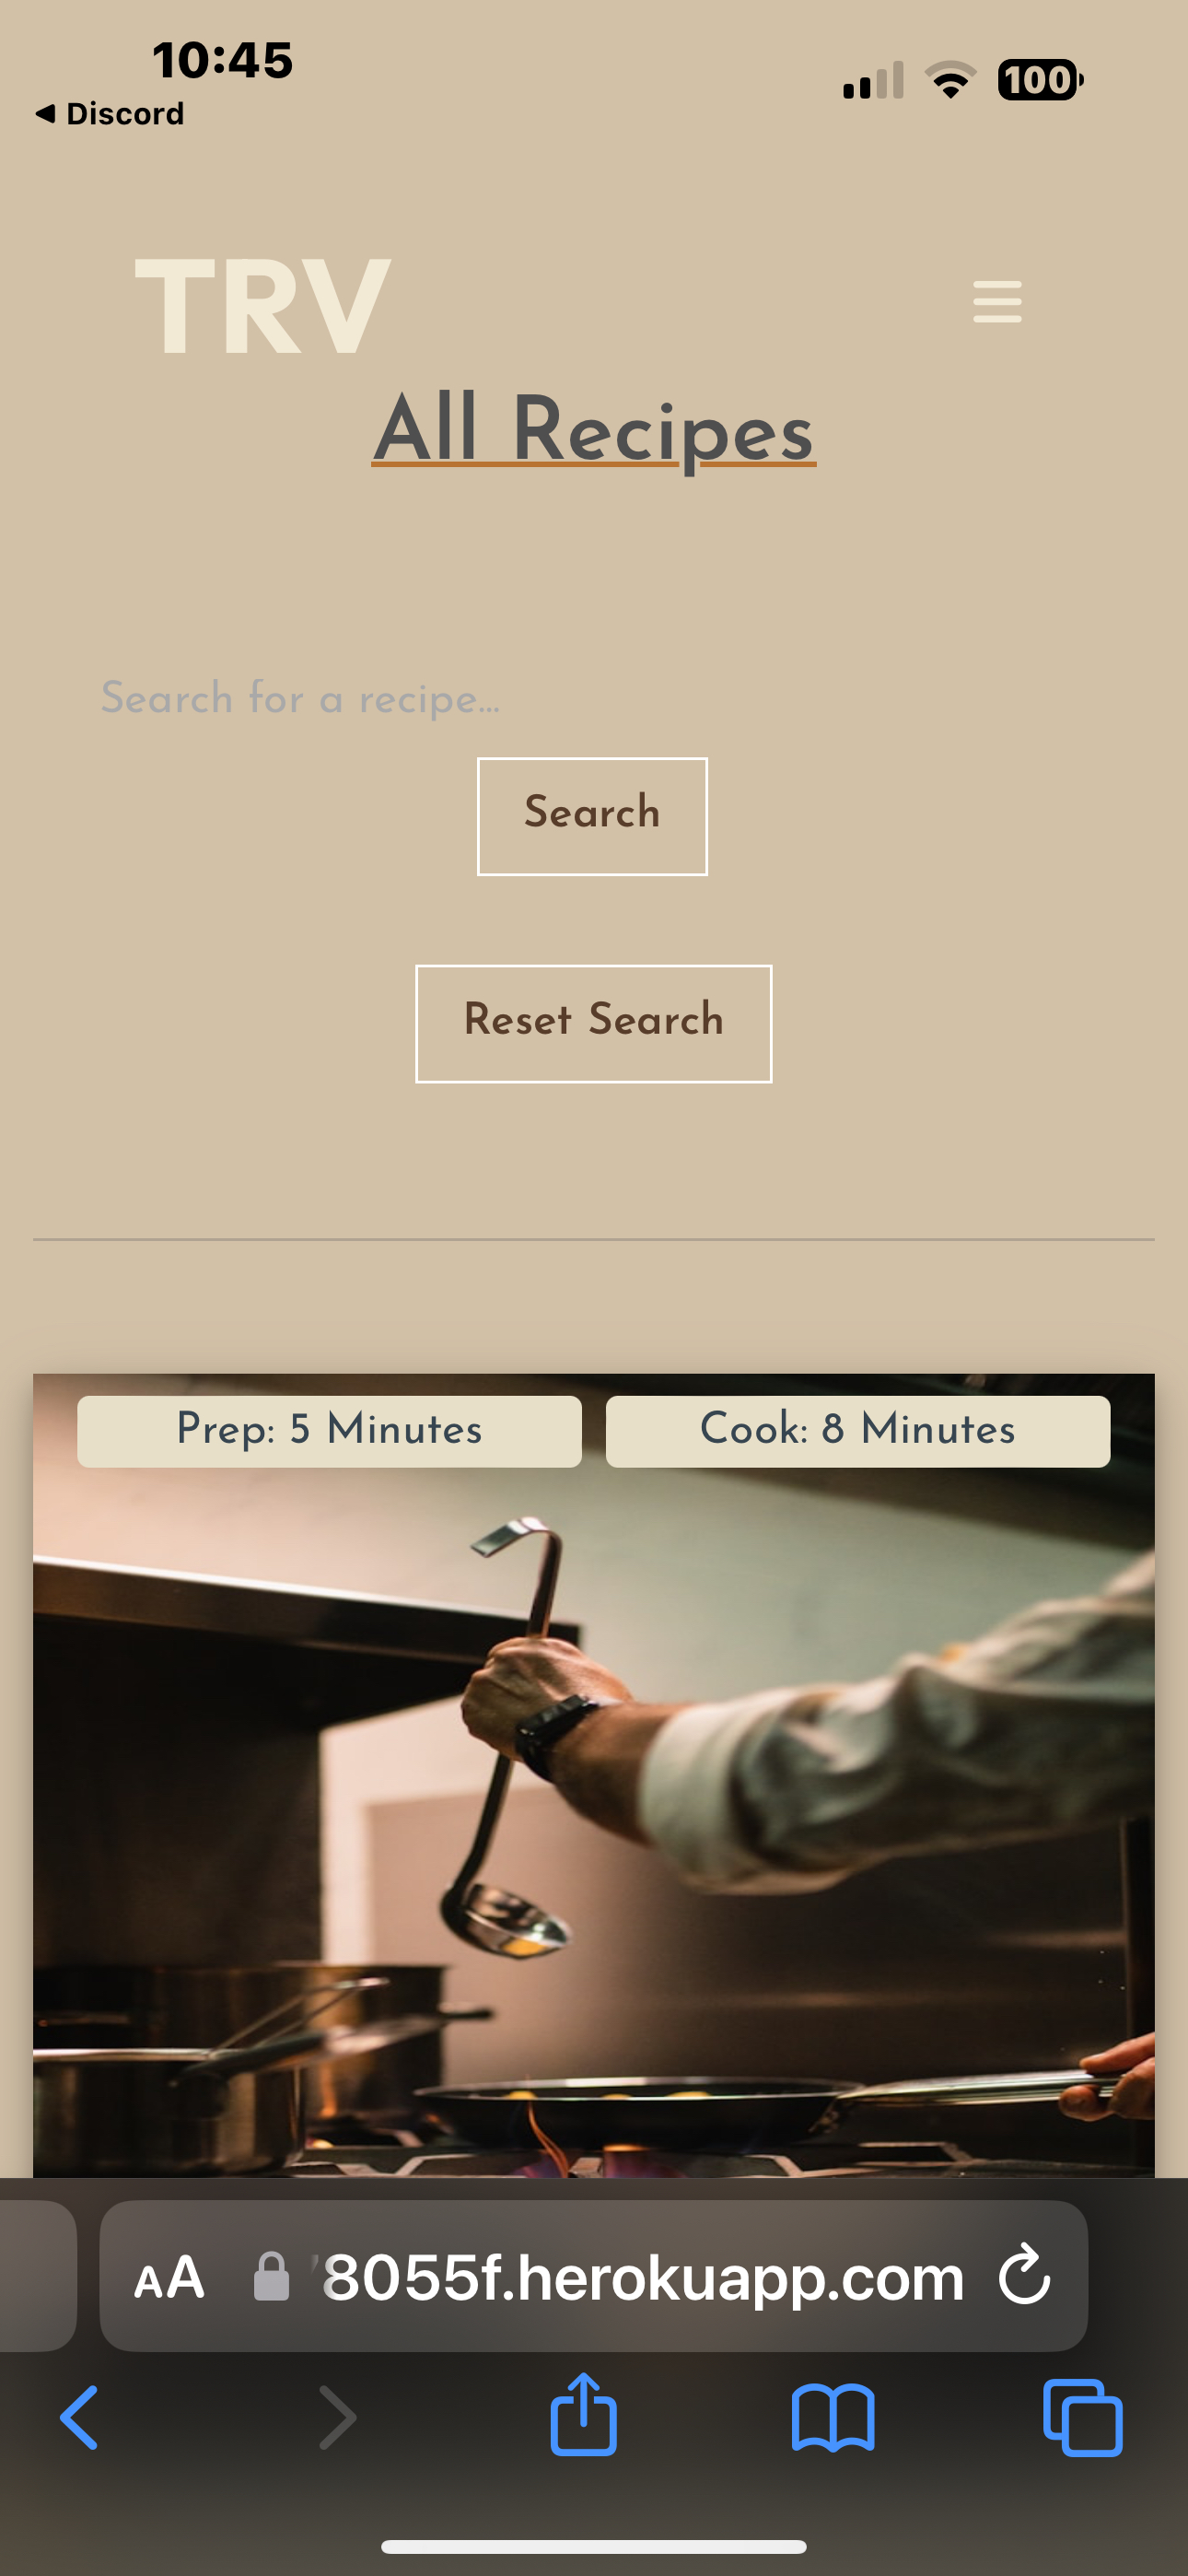 10:45
100
◀ Discord
TRV
All Recipes
Search for a recipe...
Search
Reset Search
Prep: 5 Minutes
Cook: 8 Minutes
AA
8055f.herokuapp.com